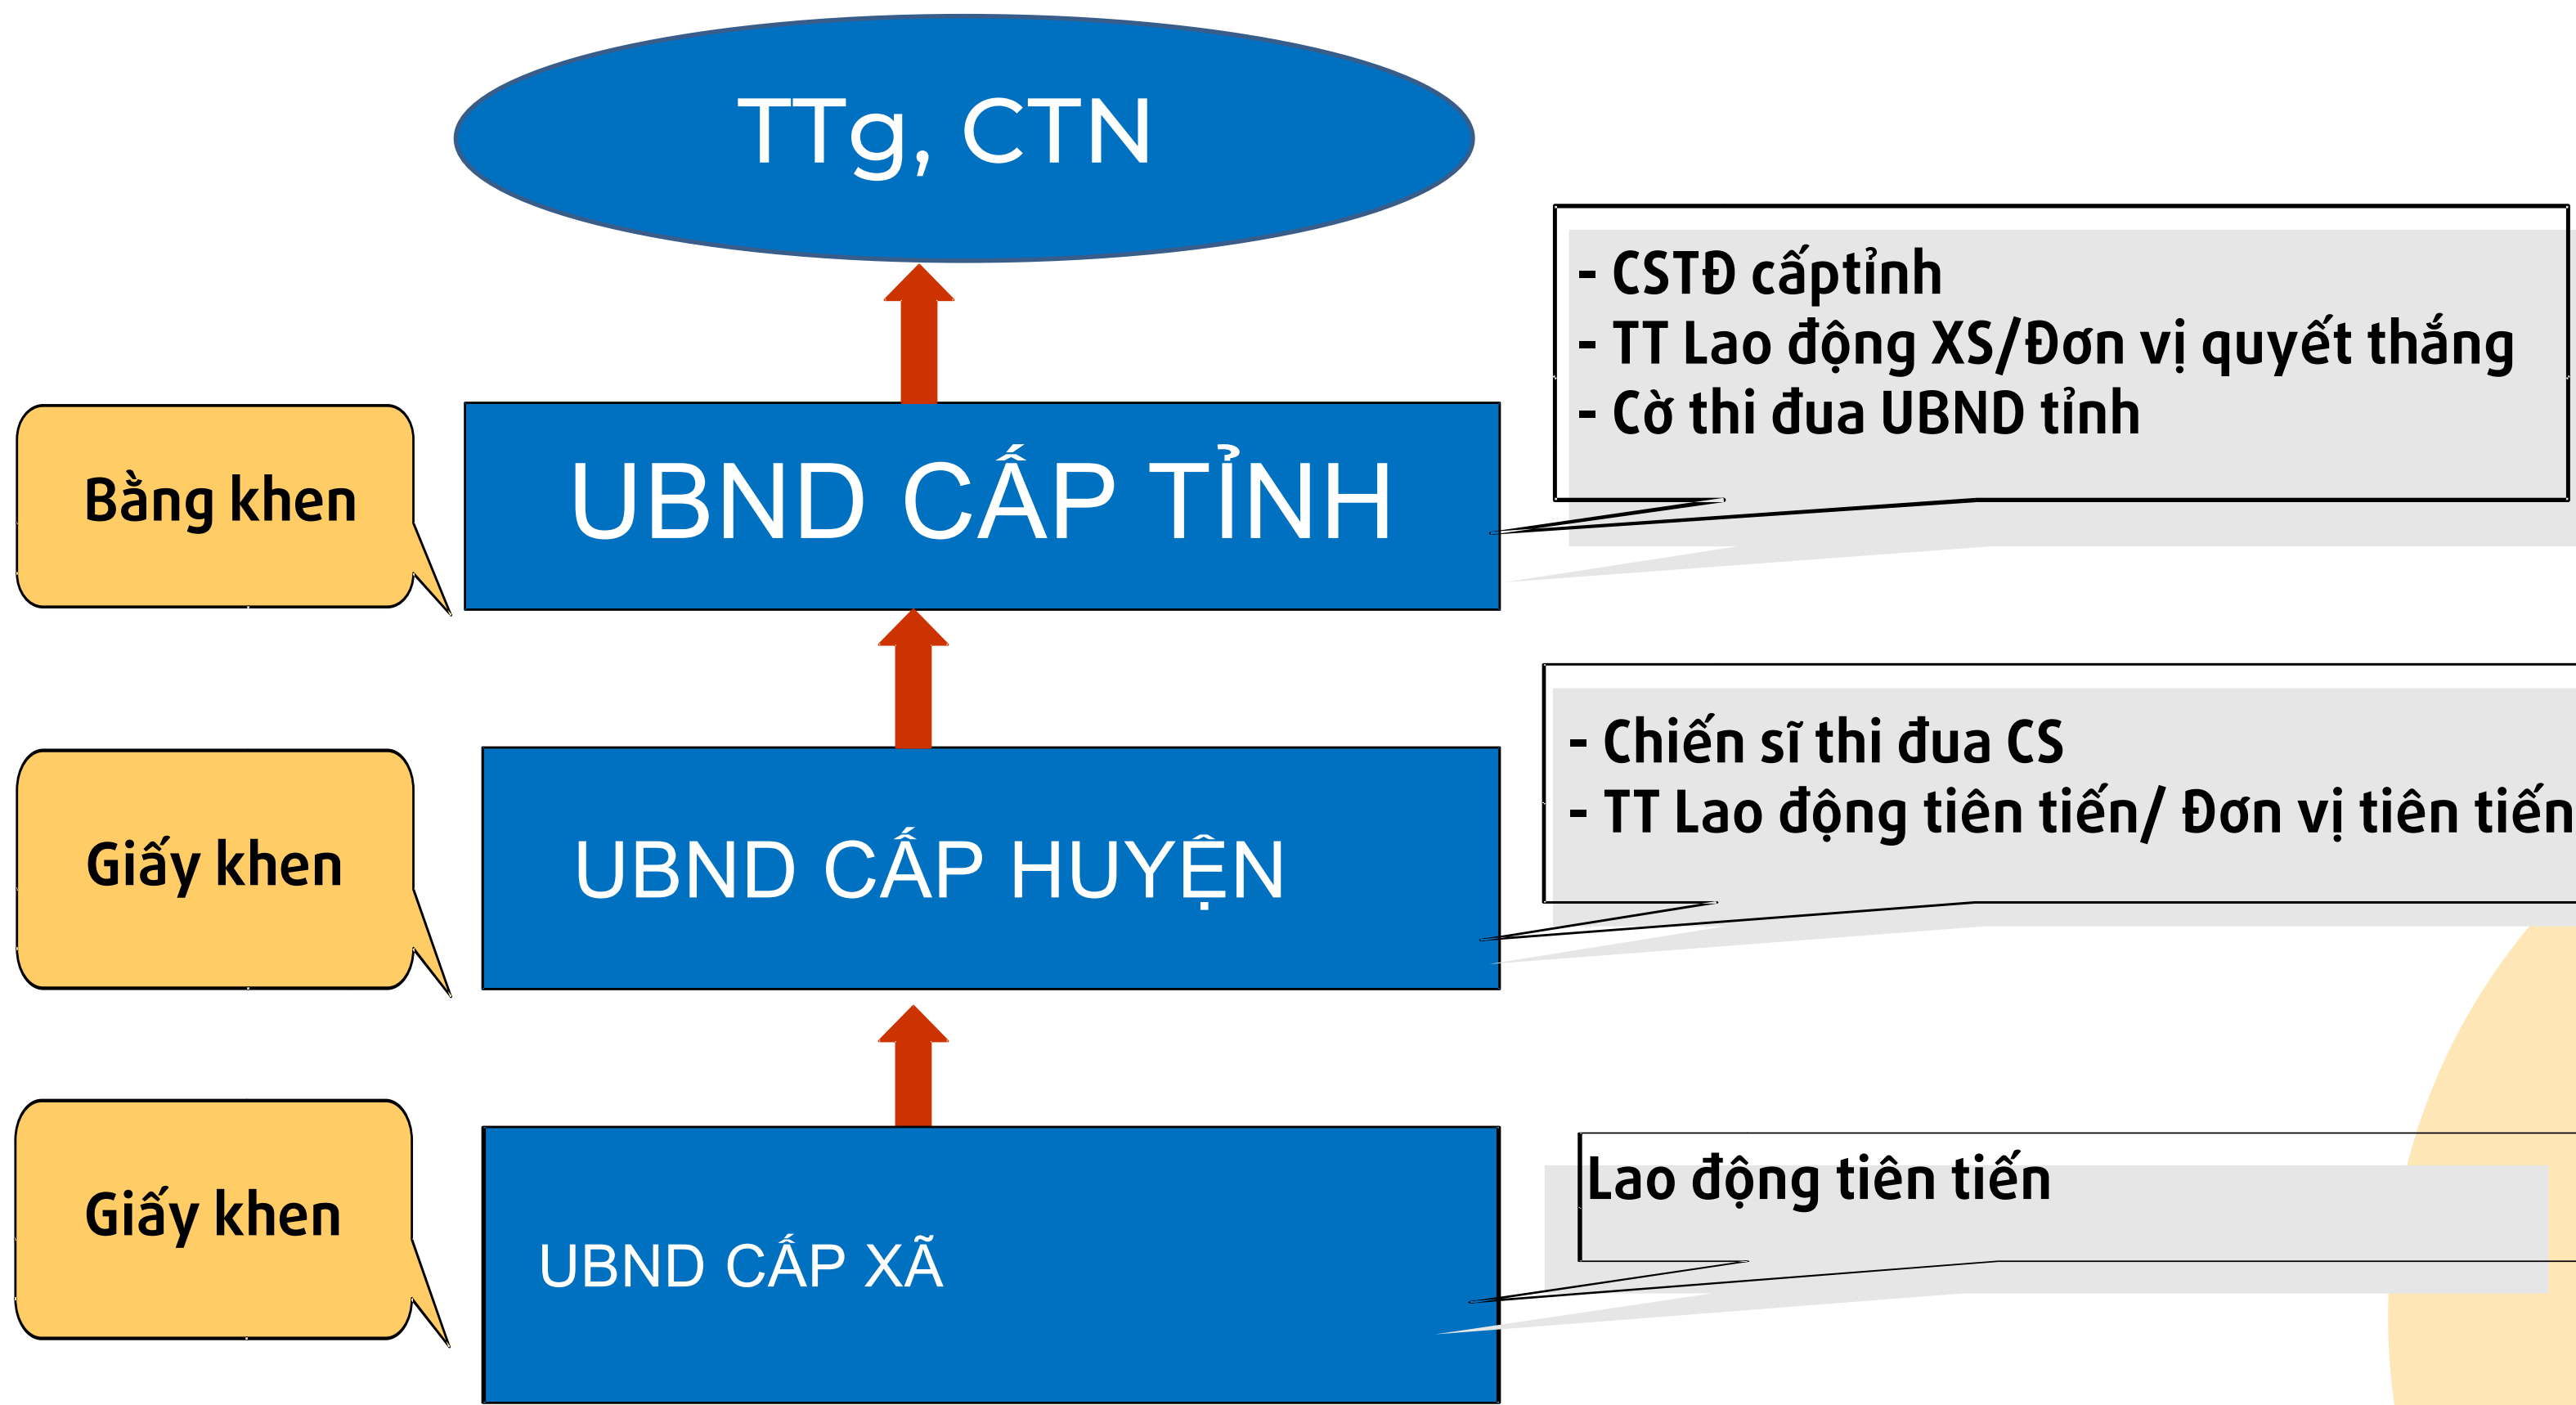 TTg, CTN
- CSTĐ cấptỉnh
- TT Lao động XS/Đơn vị quyết thắng
- Cờ thi đua UBND tỉnh
Bằng khen
UBND CẤP TỈNH
- Chiến sĩ thi đua CS
- TT Lao động tiên tiến/ Đơn vị tiên tiến
Giấy khen
UBND CẤP HUYỆN
Lao động tiên tiến
Giấy khen
UBND CẤP XÃ